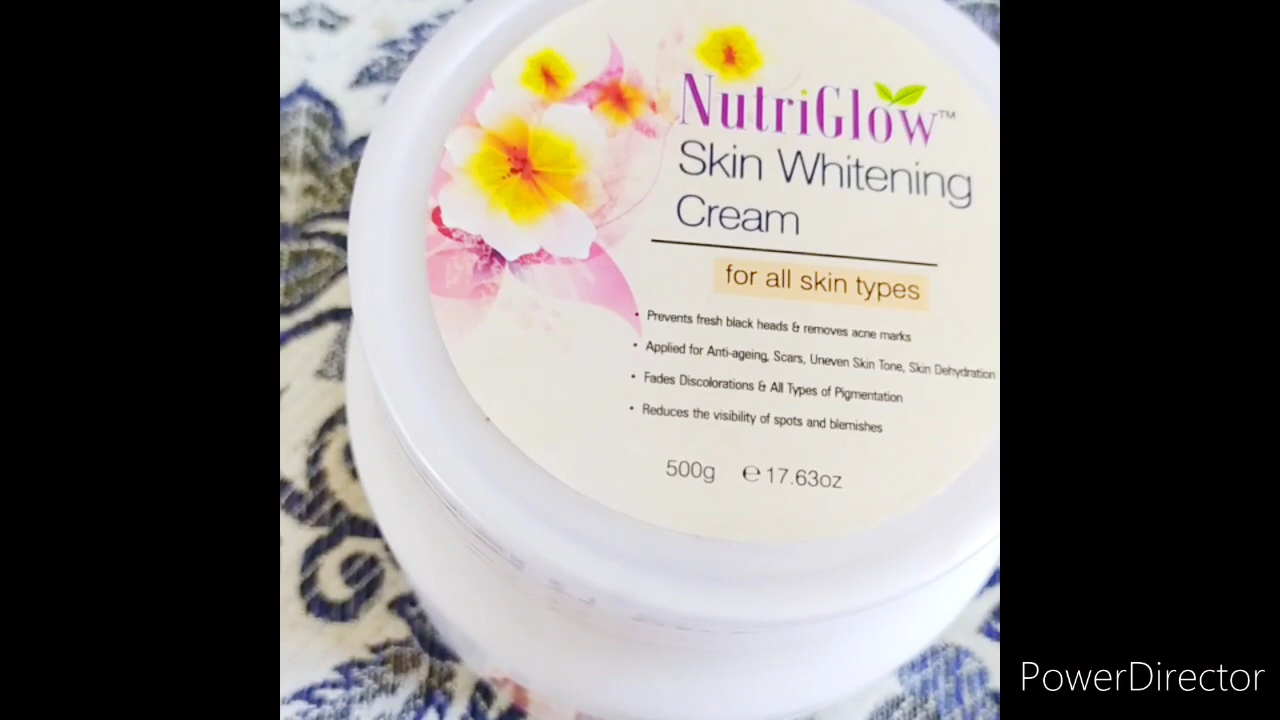 NutriGlow™
Skin Whitening
Cream
for all skin types
• Prevents fresh black heads & removes acne marks
• Applied for Anti-ageing, Scars, Uneven Skin Tone, Skin Dehydration
• Fades Discolorations & All Types of Pigmentation
• Reduces the visibility of spots and blemishes
500g ℮ 17.63oz
PowerDirector